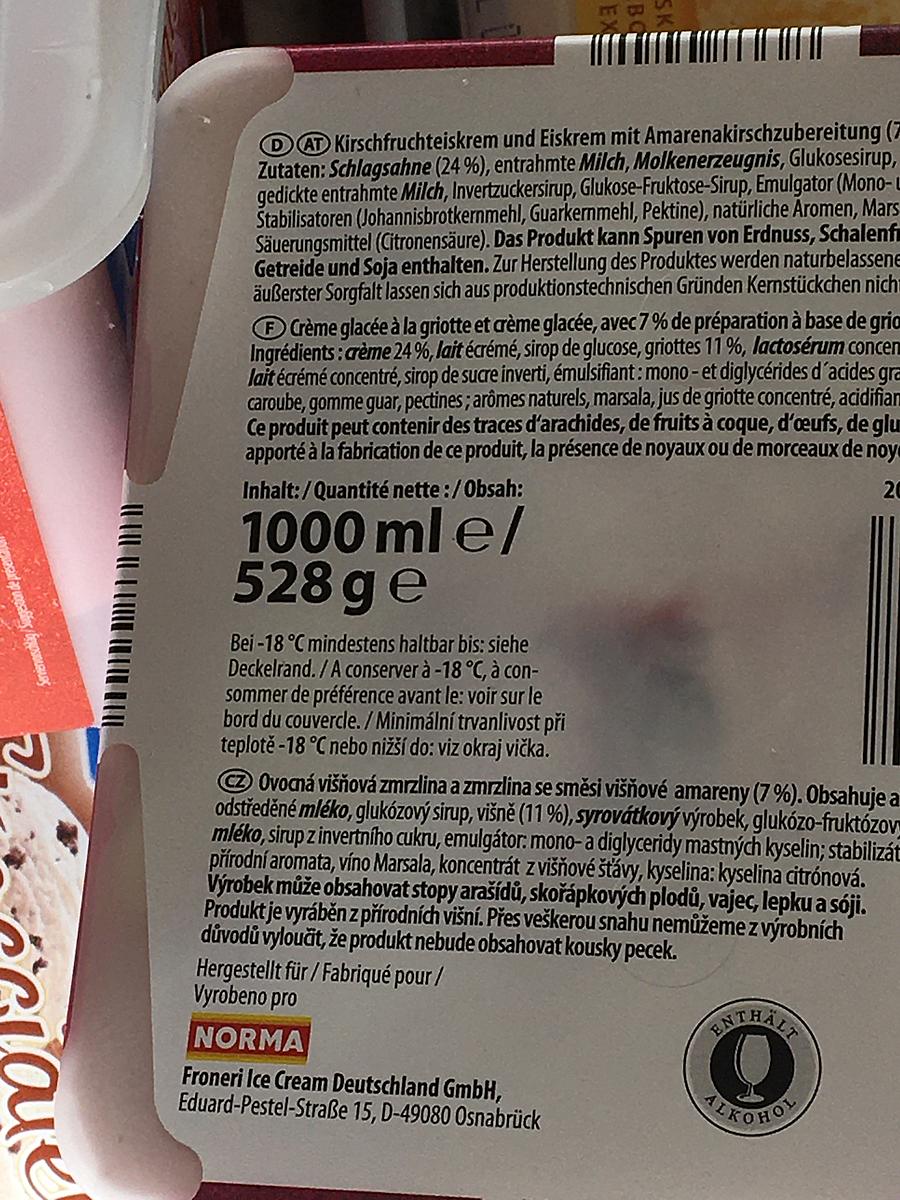 D AT Kirschfruchteiskrem und Eiskrem mit Amarenakirschzubereitung (7
Zutaten: Schlagsahne (24 %), entrahmte Milch, Molkenerzeugnis, Glukosesirup,
gedickte entrahmte Milch, Invertzuckersirup, Glukose-Fruktose-Sirup, Emulgator (Mono- u
Stabilisatoren (Johannisbrotkernmehl, Guarkernmehl, Pektine), natürliche Aromen, Mars
Säuerungsmittel (Citronensäure). Das Produkt kann Spuren von Erdnuss, Schalenfr
Getreide und Soja enthalten. Zur Herstellung des Produktes werden naturbelassene
äußerster Sorgfalt lassen sich aus produktionstechnischen Gründen Kernstückchen nich
F Crème glacée à la griotte et crème glacée, avec 7 % de préparation à base de grio
Ingrédients : crème 24 %, lait écrémé, sirop de glucose, griottes 11 %, lactosérum concen
lait écrémé concentré, sirop de sucre inverti, émulsifiant : mono - et diglycérides d´acides gra
caroube, gomme guar, pectines ; arômes naturels, marsala, jus de griotte concentré, acidifian
Ce produit peut contenir des traces d'arachides, de fruits à coque, d'œufs, de glu
apporté à la fabrication de ce produit, la présence de noyaux ou de morceaux de noy
Inhalt: / Quantité nette : / Obsah:
20
1000 ml e /
528 g e
Bei -18 °C mindestens haltbar bis: siehe
Deckelrand. / A conserver à -18 °C, à con-
sommer de préférence avant le: voir sur le
bord du couvercle. / Minimální trvanlivost při
teplotě -18 °C nebo nižší do: viz okraj víčka.
CZ Ovocná višňová zmrzlina a zmrzlina se směsi višňové amareny (7 %). Obsahuje a
odstředěné mléko, glukózový sirup, višně (11 %), syrovátkový výrobek, glukózo-fruktózov
mléko, sirup z invertního cukru, emulgátor: mono- a diglyceridy mastných kyselin; stabilizát
přírodní aromata, víno Marsala, koncentrát z višňové šťávy, kyselina: kyselina citrónová.
Výrobek může obsahovat stopy arašídů, skořápkových plodů, vajec, lepku a sóji.
Produkt je vyráběn z přírodních višní. Přes veškerou snahu nemůžeme z výrobních
důvodů vyloučit, že produkt nebude obsahovat kousky pecek.
Hergestellt für / Fabriqué pour /
Vyrobeno pro
NORMA
Froneri Ice Cream Deutschland GmbH,
Eduard-Pestel-Straße 15, D-49080 Osnabrück
ENTHÄLT
ALKOHOL
Serviervorschlag / Suggestion de présentation